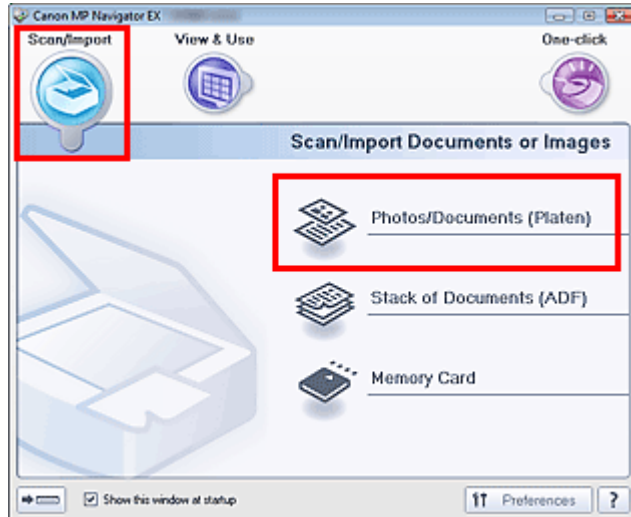 Canon MP Navigator EX
Scan/Import View & Use One-click
Scan/Import Documents or Images
Photos/Documents (Platen)
Stack of Documents (ADF)
Memory Card
Show this window at startup Preferences ?